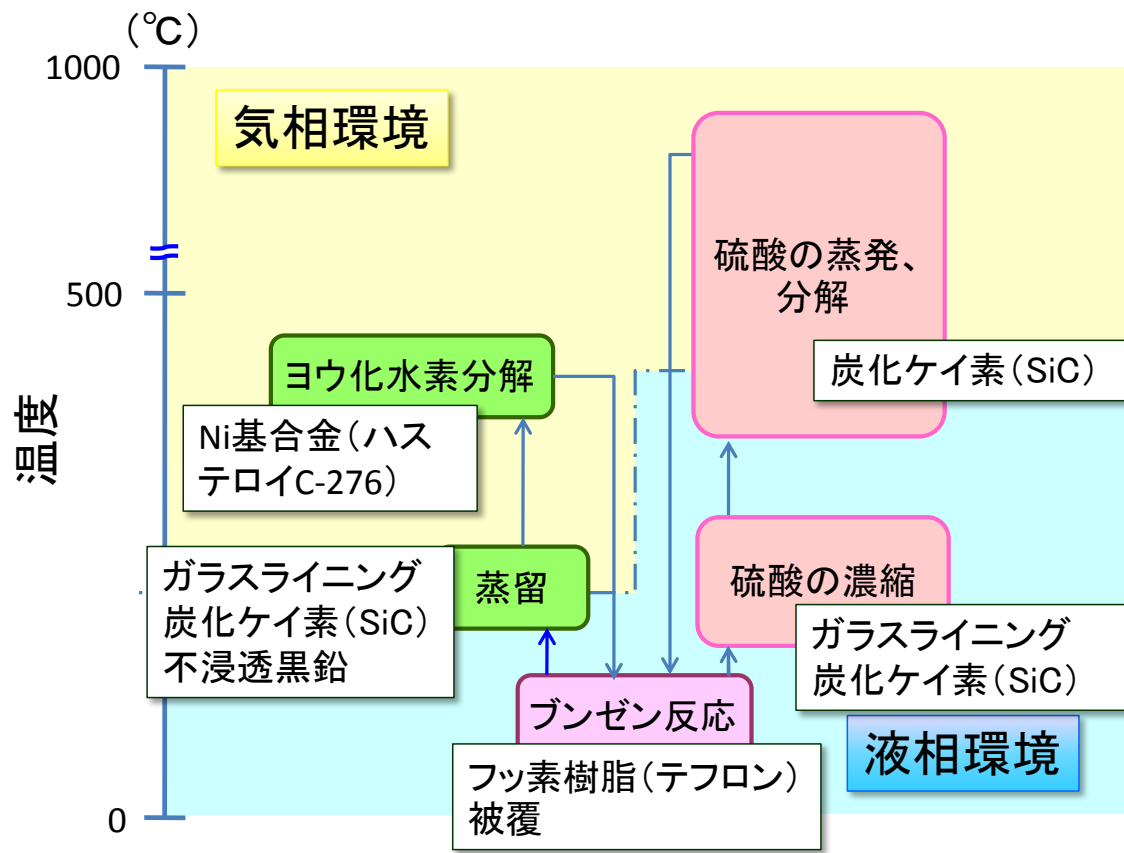 (℃)
1000
気相環境
硫酸の蒸発、
分解
500
ヨウ化水素分解
炭化ケイ素(SiC)
Ni基合金(ハス
テロイC-276)
温度
ガラスライニング
炭化ケイ素(SiC)
不浸透黒鉛
蒸留
硫酸の濃縮
ガラスライニング
炭化ケイ素(SiC)
ブンゼン反応
液相環境
フッ素樹脂(テフロン)
被覆
0